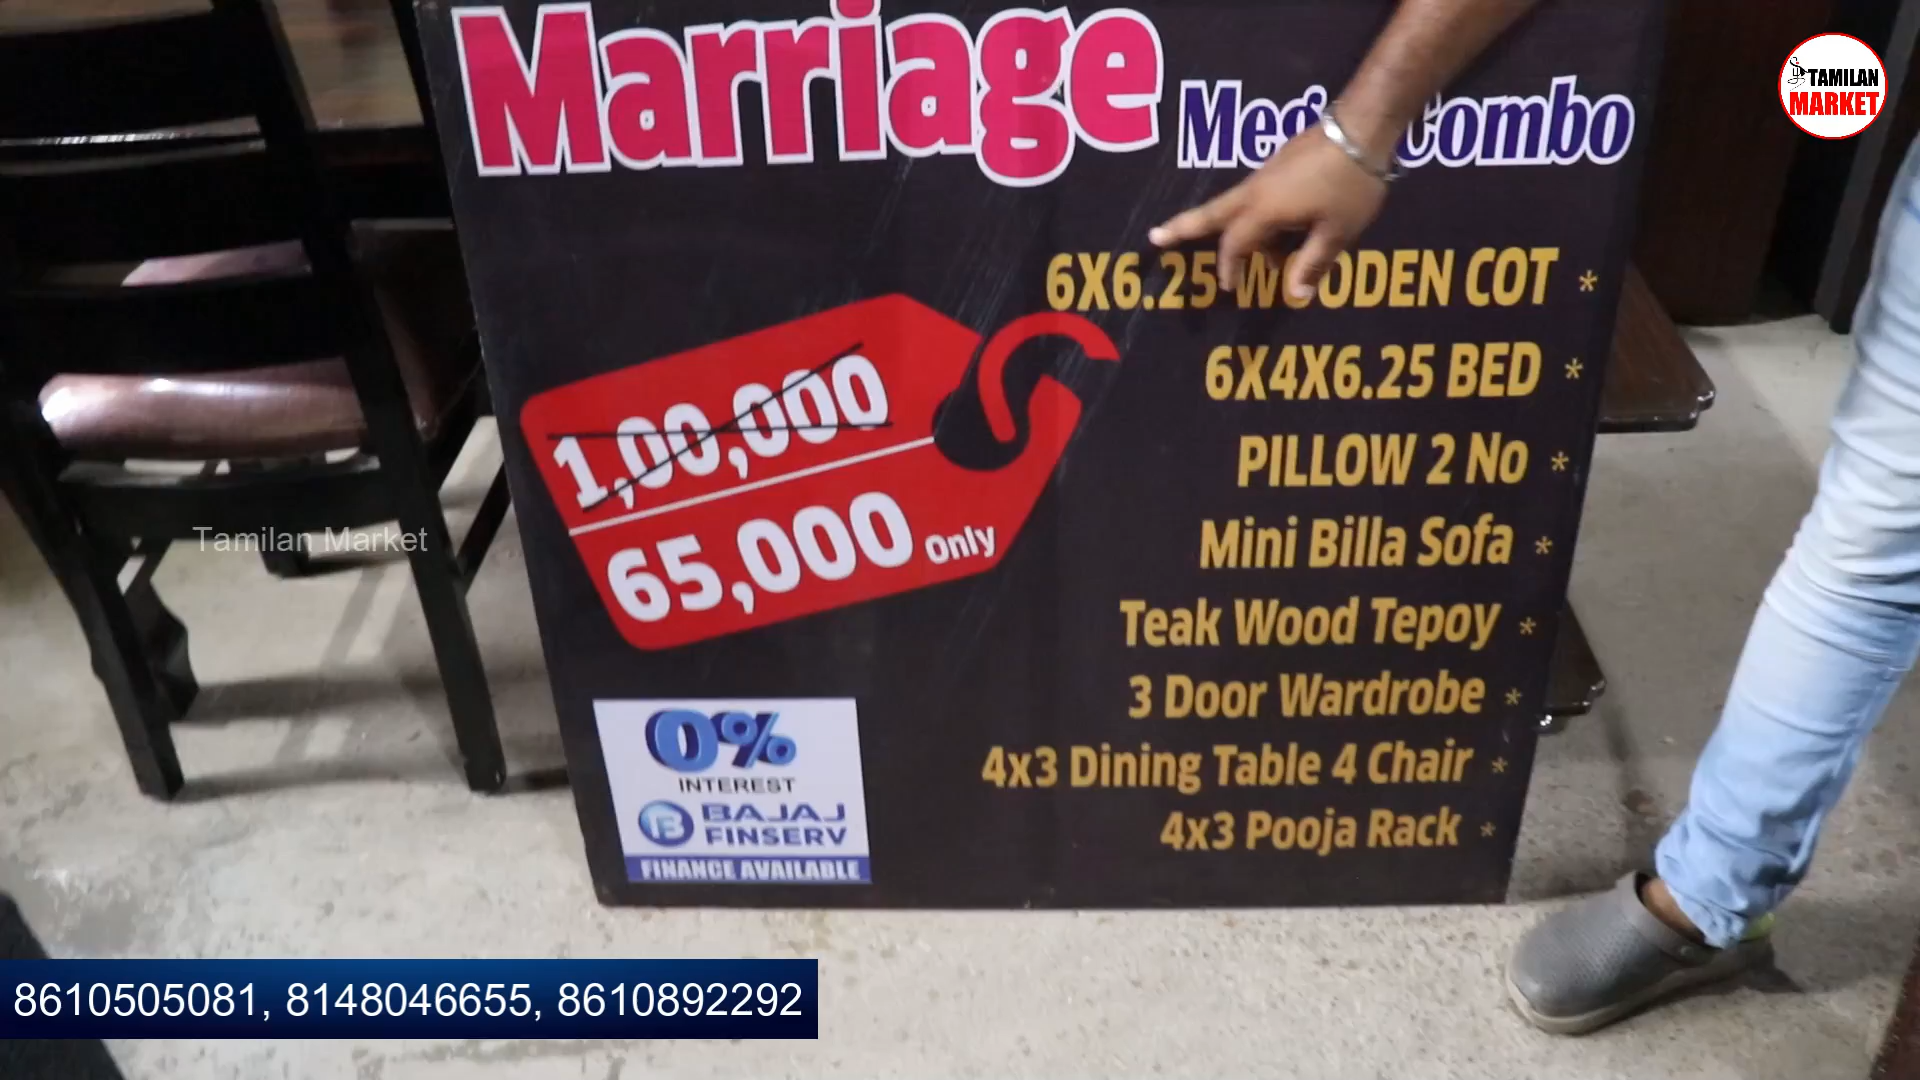 Marriage
Combo
TAMILAN
MARKET
6X6.25 WOODEN COT *
6X4X6.25 BED *
PILLOW 2 No *
Mini Billa Sofa *
Teak Wood Tepoy *
3 Door Wardrobe *
4x3 Dining Table 4 Chair *
4x3 Pooja Rack *
1,00,000
65,000 only
Tamilan Market
0%
INTEREST
B BAJAJ
FINSERV
FINANCE AVAILABLE
8610505081, 8148046655, 8610892292